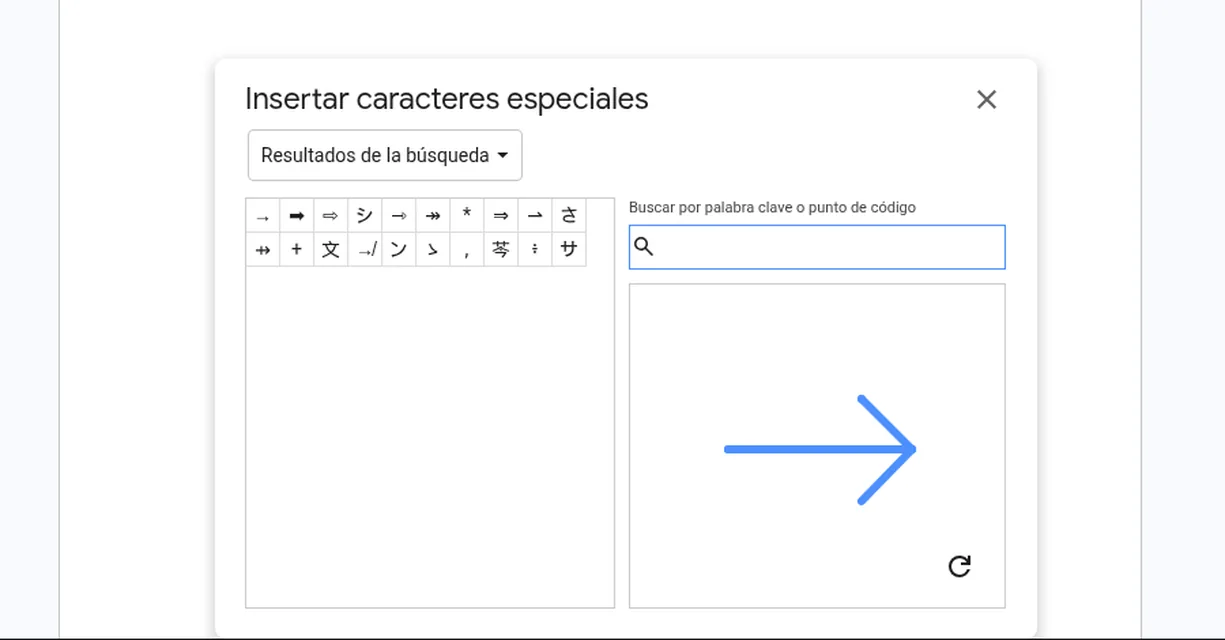 Insertar caracteres especiales
Resultados de la búsqueda
Buscar por palabra clave o punto de código
→ ➡ ⇨ シ ⇾ ↠ * ⇒ ⇀ さ
⇸ + 文 ン ゝ , 芩 サ